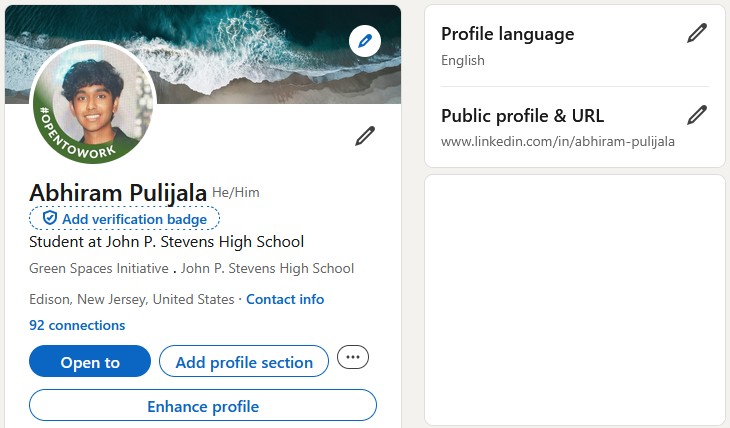 #OPENTOWORK
Abhiram Pulijala He/Him
Add verification badge
Student at John P. Stevens High School
Green Spaces Initiative . John P. Stevens High School
Edison, New Jersey, United States · Contact info
92 connections
Open to
Add profile section
Enhance profile
Profile language
English
Public profile & URL
www.linkedin.com/in/abhiram-pulijala